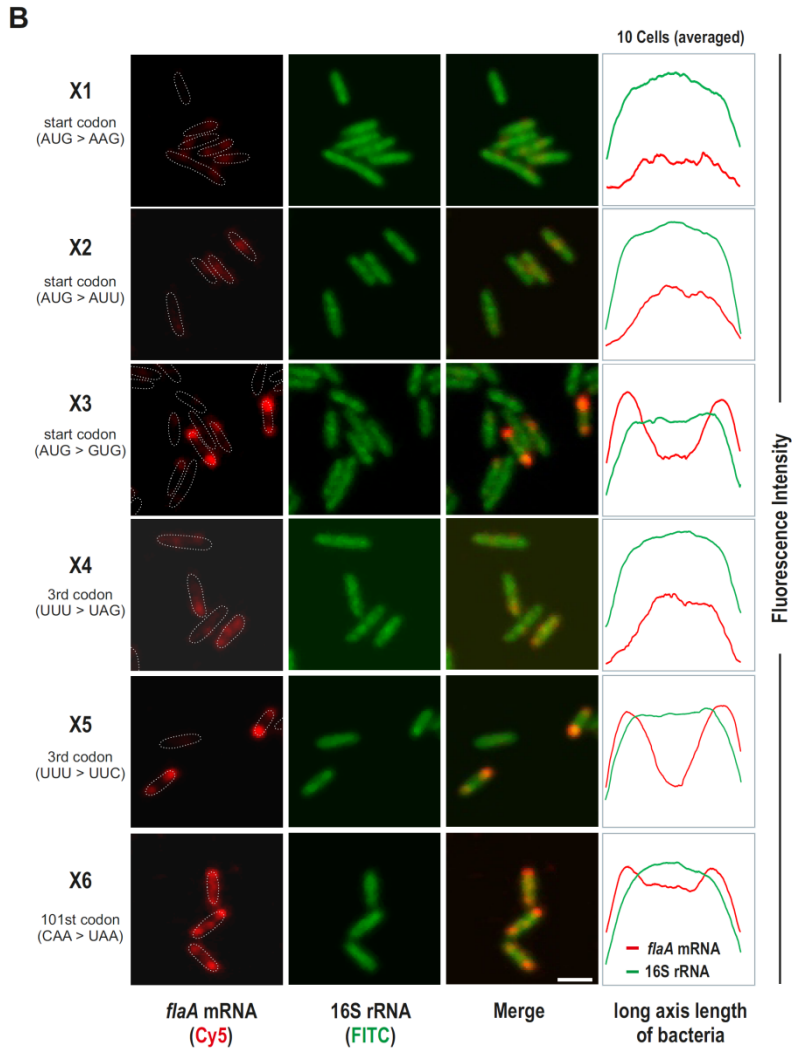 B
10 Cells (averaged)
X1
start codon
(AUG > AAG)
X2
start codon
(AUG > AUU)
X3
start codon
(AUG > GUG)
X4
3rd codon
(UUU > UAG)
X5
3rd codon
(UUU > UUC)
X6
101st codon
(CAA > UAA)
Fluorescence Intensity
flaA mRNA
16S rRNA
flaA mRNA
(Cy5)
16S rRNA
(FITC)
Merge
long axis length
of bacteria